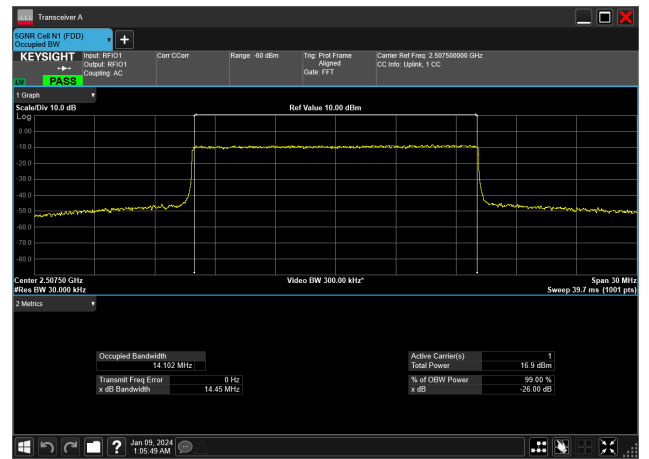 Transceiver A
5GNR Cell N1 (FDD)
Occupied BW
KEYSIGHT
Input: RFIO1
Output: RFIO1
Coupling: AC
Corr CCorr
Range: -60 dBm
Trig: Prot Frame
Aligned
Gate: FFT
Carrier Ref Freq: 2.507500000 GHz
CC Info: Uplink, 1 CC
LW PASS
1 Graph
Scale/Div 10.0 dB
Ref Value 10.00 dBm
Log
0.00
-10.0
-20.0
-30.0
-40.0
-50.0
-60.0
-70.0
-80.0
Center 2.50750 GHz
Video BW 300.00 kHz*
Span 30 MHz
#Res BW 30.000 kHz
Sweep 39.7 ms (1001 pts)
2 Metrics
Occupied Bandwidth
14.102 MHz
Active Carrier(s) 1
Total Power 16.9 dBm
Transmit Freq Error 0 Hz
x dB Bandwidth 14.45 MHz
% of OBW Power 99.00 %
x dB -26.00 dB
?
Jan 09, 2024
1:05:49 AM